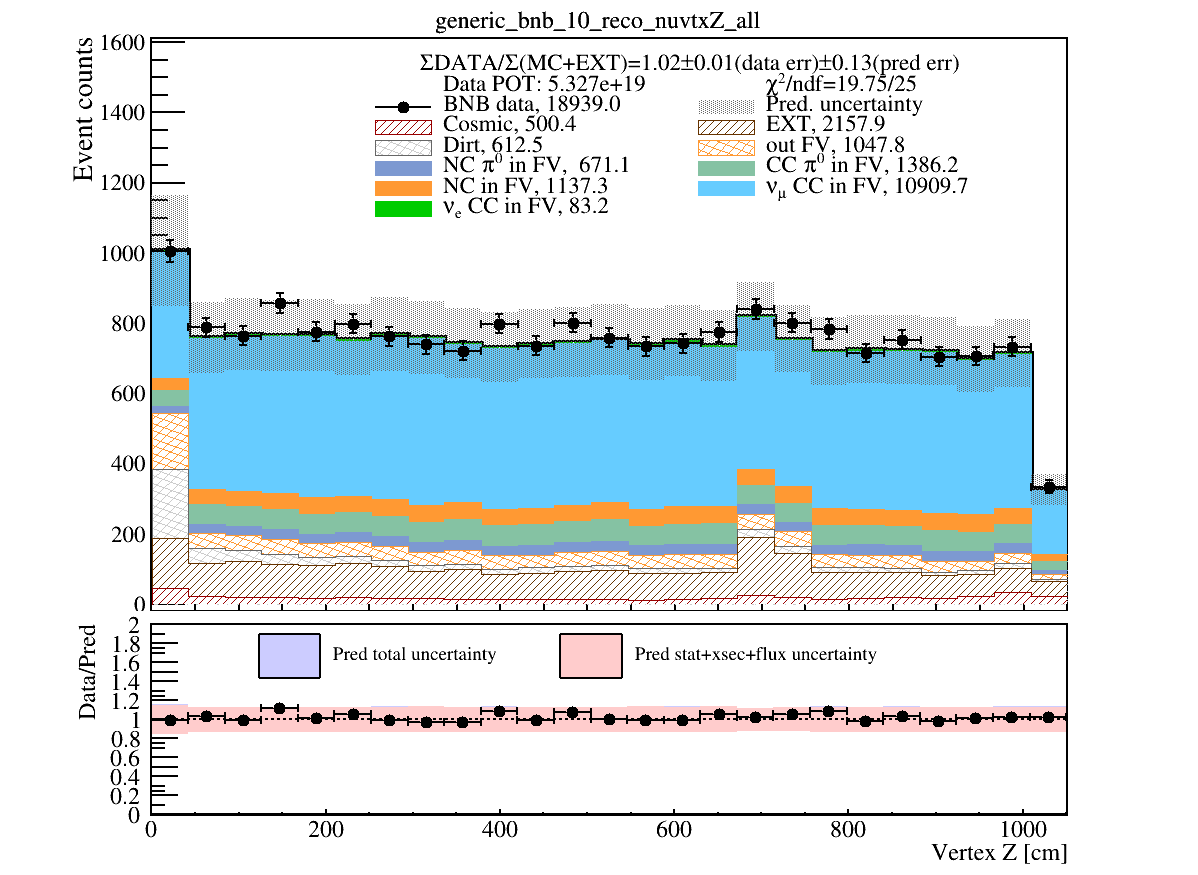 generic_bnb_10_reco_nuvtxZ_all
ΣDATA/Σ(MC+EXT)=1.02±0.01(data err)±0.13(pred err)
Data POT: 5.327e+19
χ²/ndf=19.75/25
BNB data, 18939.0
Pred. uncertainty
Cosmic, 500.4
EXT, 2157.9
Dirt, 612.5
out FV, 1047.8
NC π⁰ in FV, 671.1
CC π⁰ in FV, 1386.2
NC in FV, 1137.3
νμ CC in FV, 10909.7
νe CC in FV, 83.2
Event counts
1600
1400
1200
1000
800
600
400
200
0
Pred total uncertainty
Pred stat+xsec+flux uncertainty
Data/Pred
2
1.8
1.6
1.4
1.2
1
0.8
0.6
0.4
0.2
0
0 200 400 600 800 1000
Vertex Z [cm]